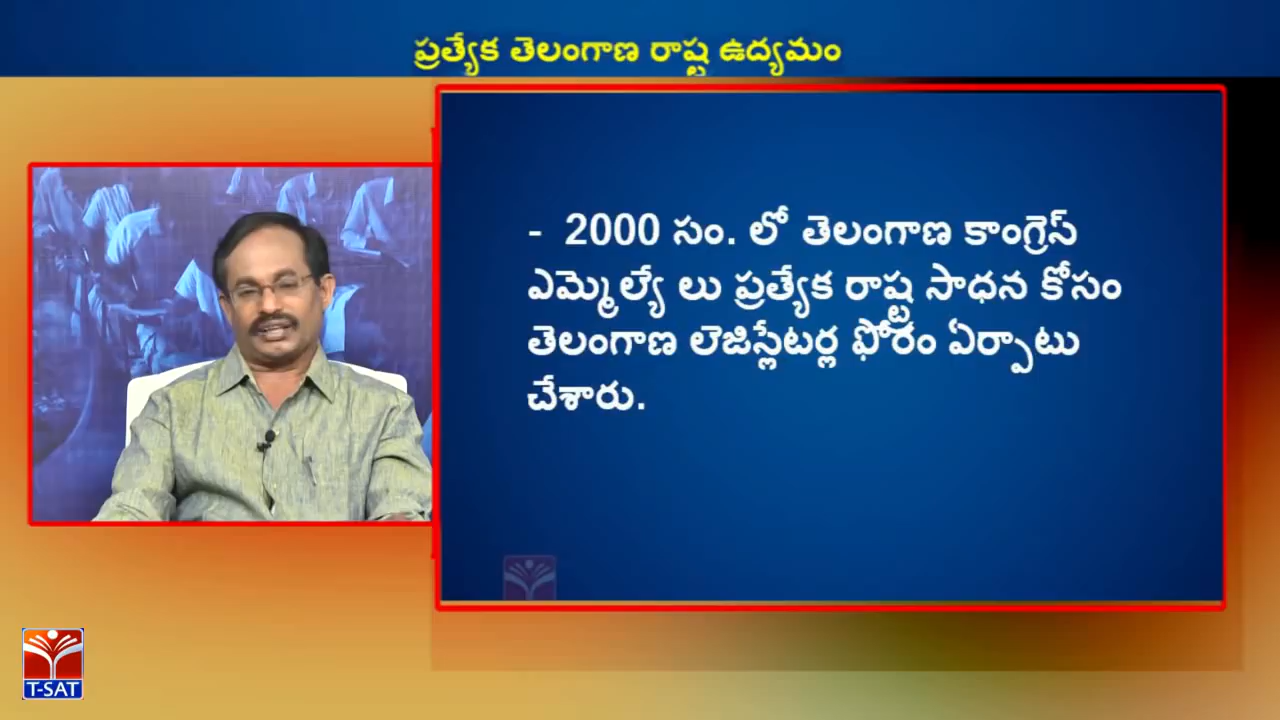 ప్రత్యేక తెలంగాణ రాష్ట ఉద్యమం
- 2000 సం. లో తెలంగాణ కాంగ్రెస్
ఎమ్మెల్యే లు ప్రత్యేక రాష్ట్ర సాధన కోసం
తెలంగాణ లెజిస్లేటర్ల ఫోరం ఏర్పాటు
చేశారు.
T-SAT